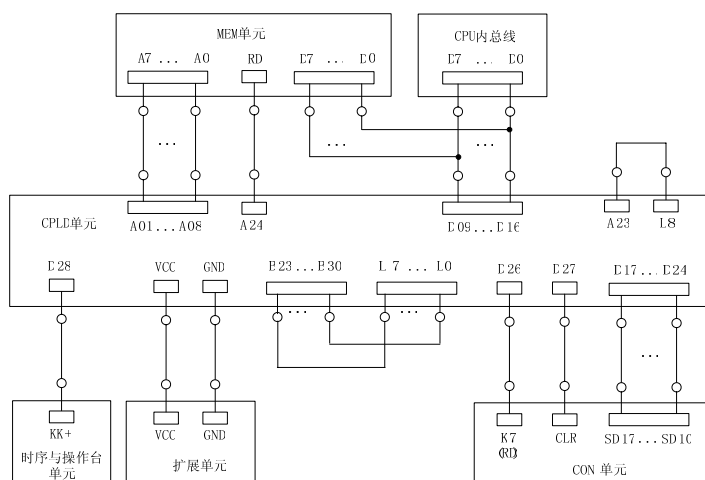 MEM单元
A7 ... A0 RD D7 ... D0
CPU内总线
D7 ... D0
...
...
...
CPLD单元
A01...A08
A24
D09...D16
A23
L8
D28
VCC
GND
B23...B30
L7 ... L0
D26
D27
D17...D24
...
...
...
KK+
时序与操作台
单元
VCC
GND
扩展单元
K7
(RD)
CLR
SD17...SD10
CON 单元